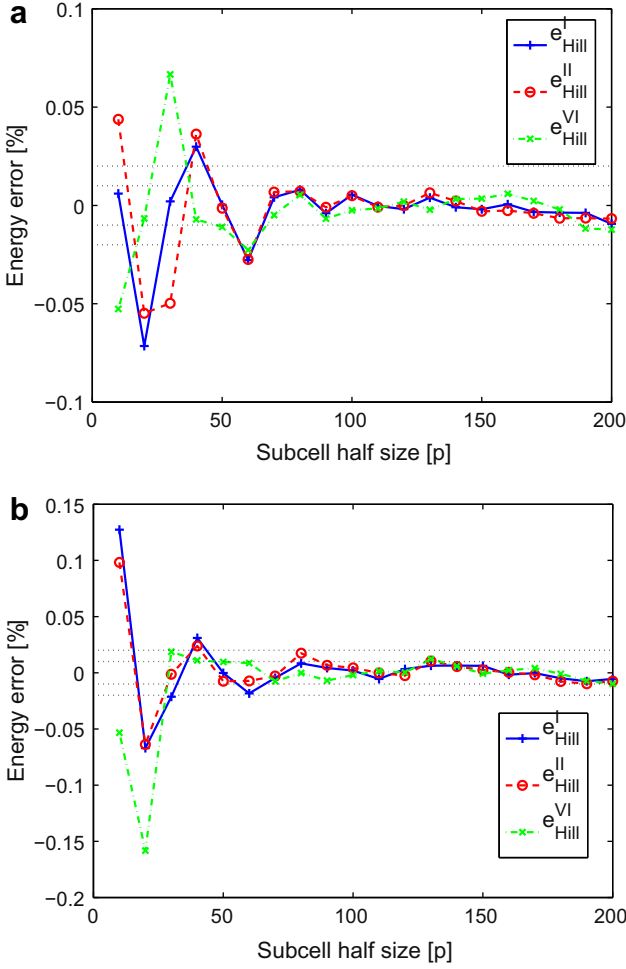 a
0.1
0.05
0
−0.05
−0.1
Energy error [%]
e^I_Hill
e^II_Hill
e^VI_Hill
0 50 100 150 200
Subcell half size [p]
b
0.15
0.1
0.05
0
−0.05
−0.1
−0.15
−0.2
Energy error [%]
e^I_Hill
e^II_Hill
e^VI_Hill
0 50 100 150 200
Subcell half size [p]